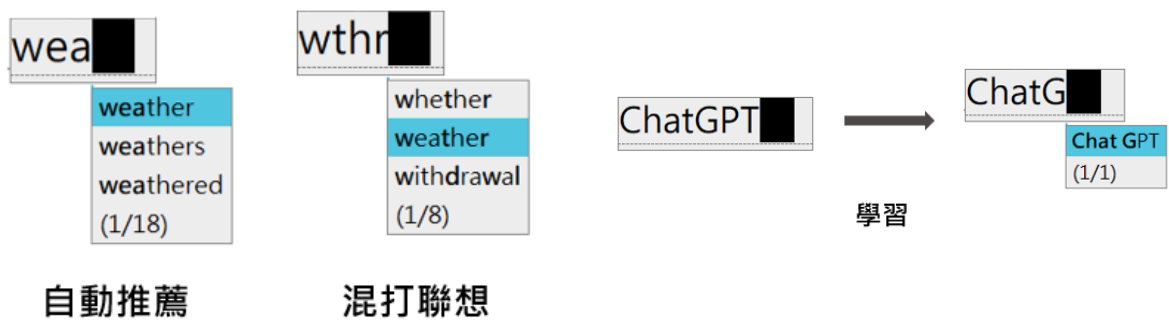 wea
weather
weathers
weathered
(1/18)
自動推薦
wthr
whether
weather
withdrawal
(1/8)
混打聯想
ChatGPT
學習
ChatG
Chat GPT
(1/1)